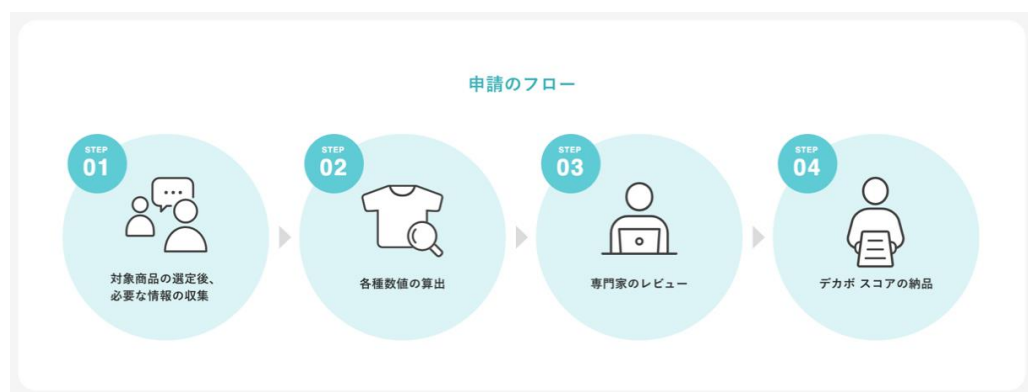 申請のフロー
STEP
01
対象商品の選定後、
必要な情報の収集
STEP
02
各種数値の算出
STEP
03
専門家のレビュー
STEP
04
デカボ スコアの納品